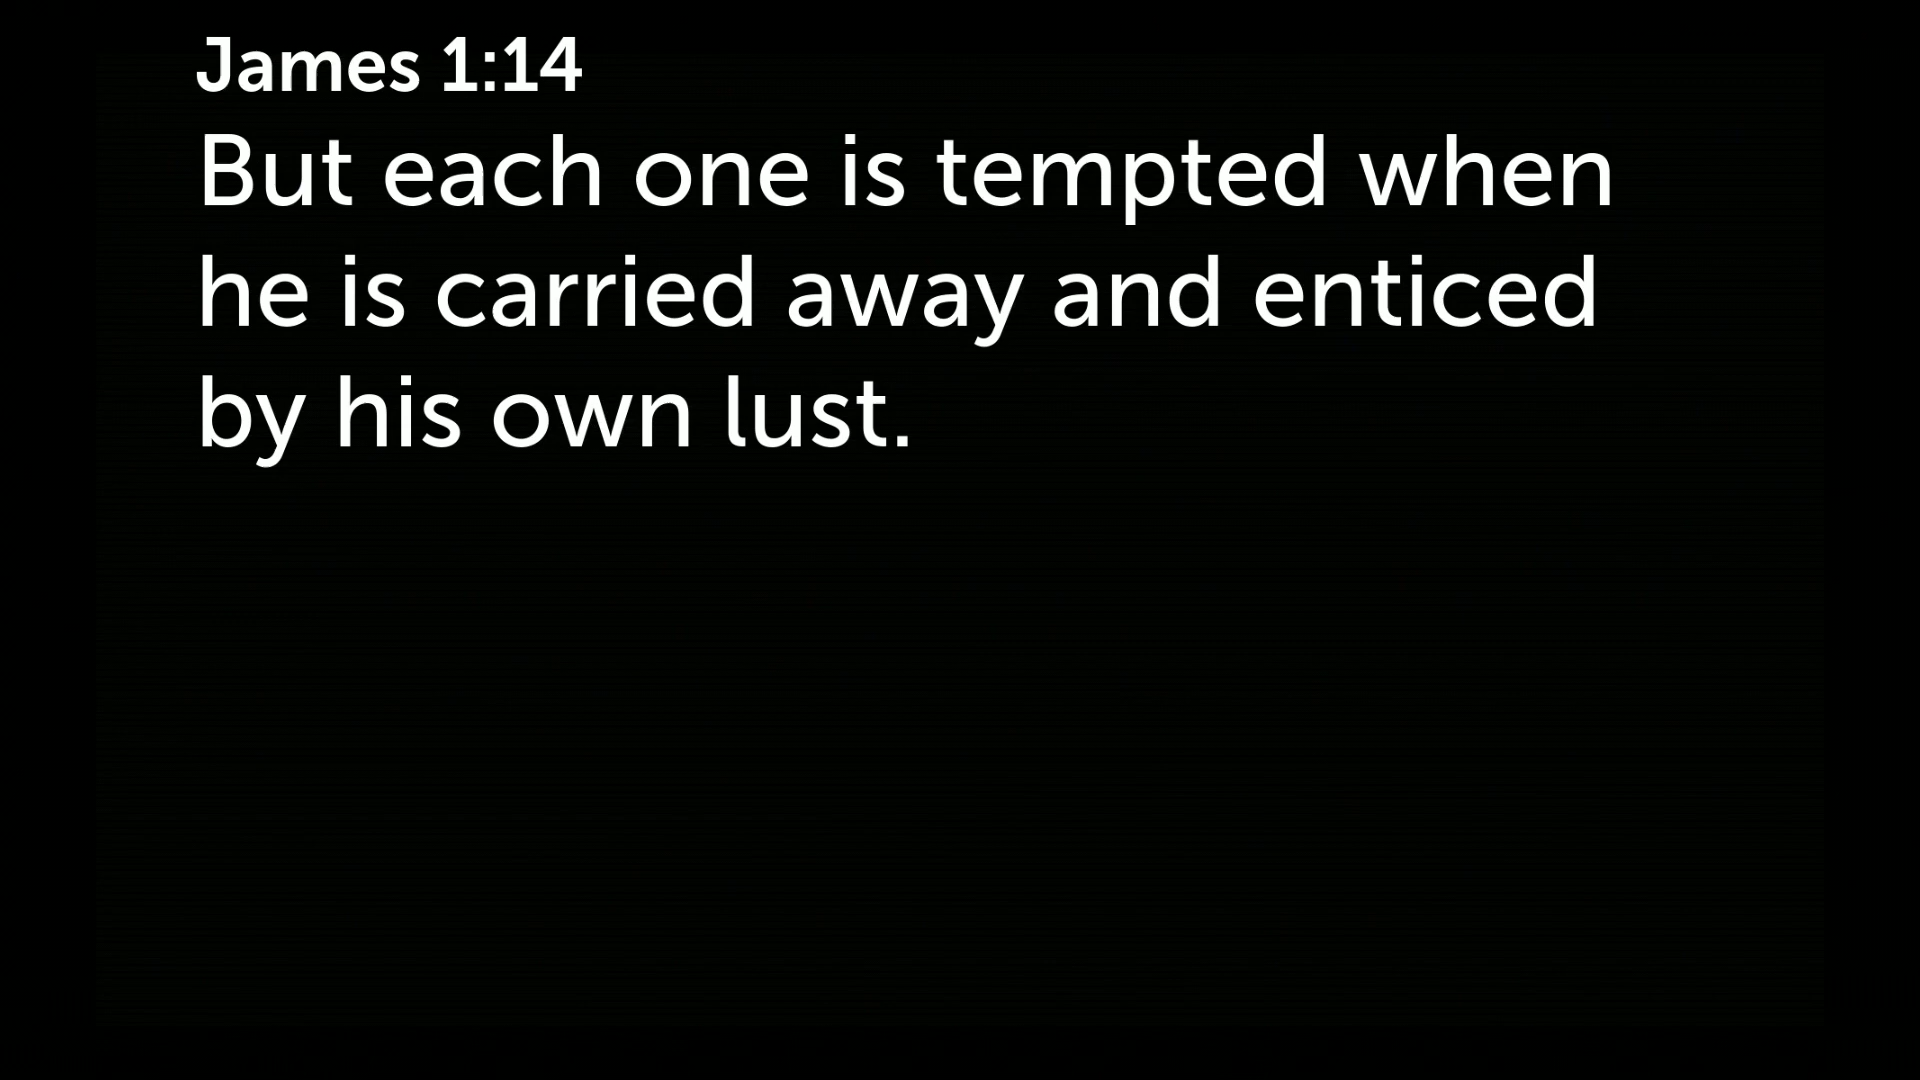 James 1:14
But each one is tempted when
he is carried away and enticed
by his own lust.